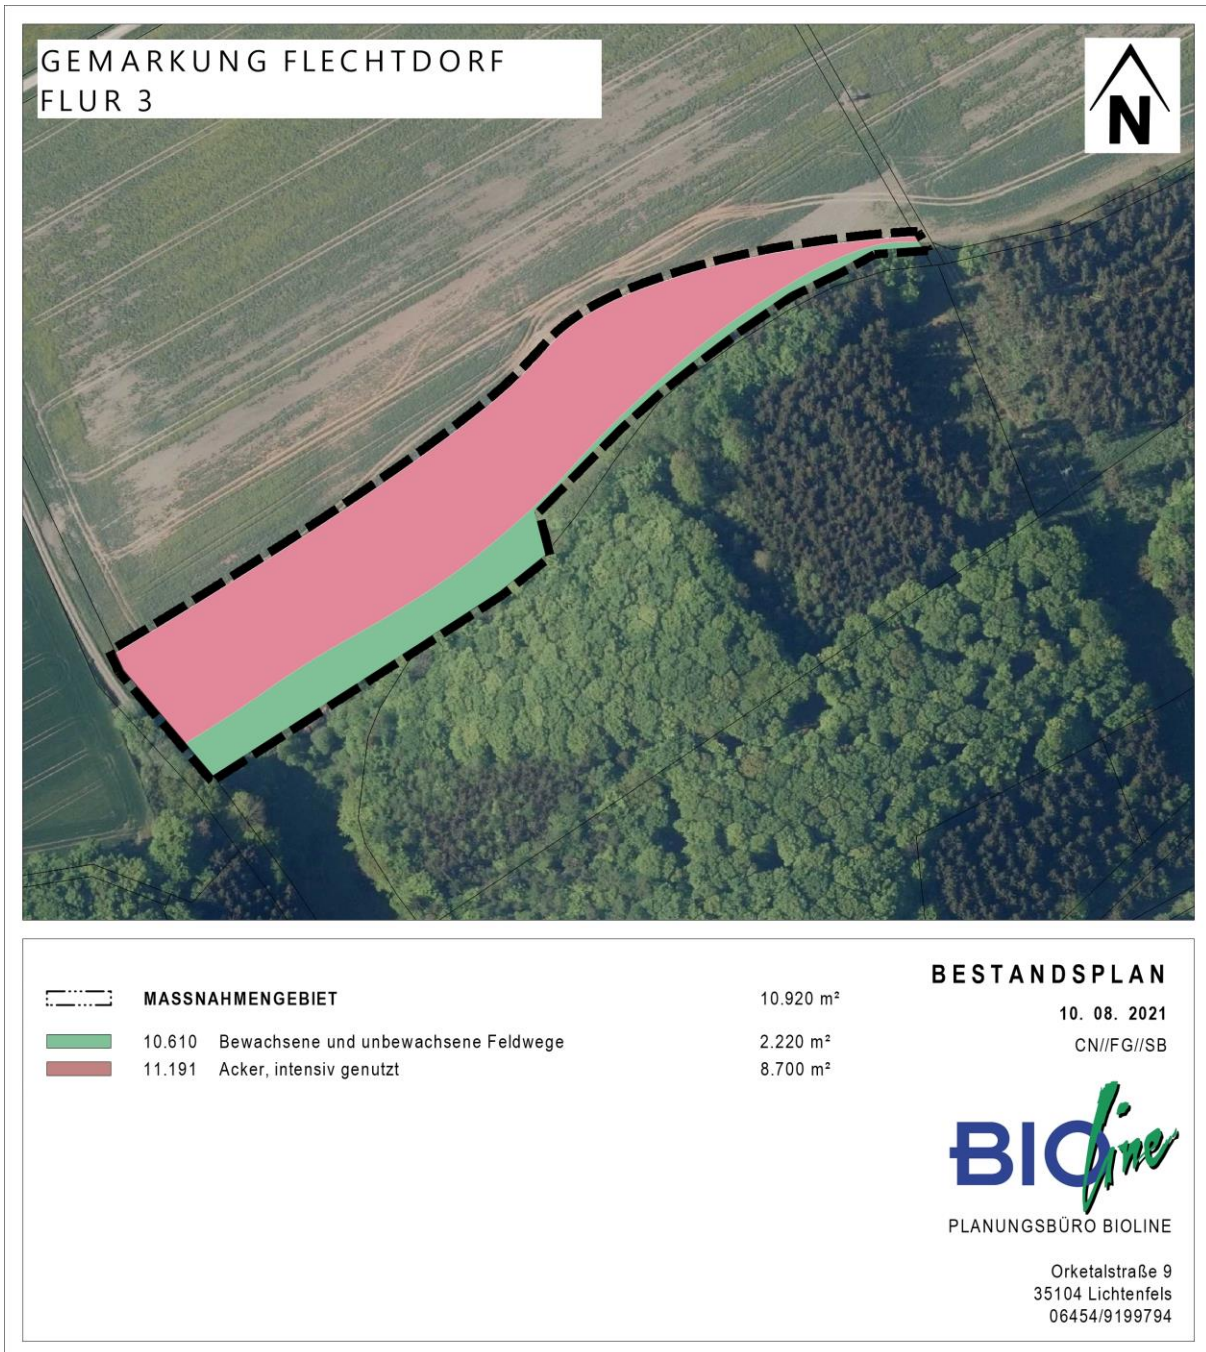 GEMARKUNG FLECHTDORF
FLUR 3
N
MASSNAHMENGEBIET 10.920 m²
10.610 Bewachsene und unbewachsene Feldwege 2.220 m²
11.191 Acker, intensiv genutzt 8.700 m²
BESTANDSPLAN
10. 08. 2021
CN//FG//SB
BIOline
PLANUNGSBÜRO BIOLINE
Orketalstraße 9
35104 Lichtenfels
06454/9199794